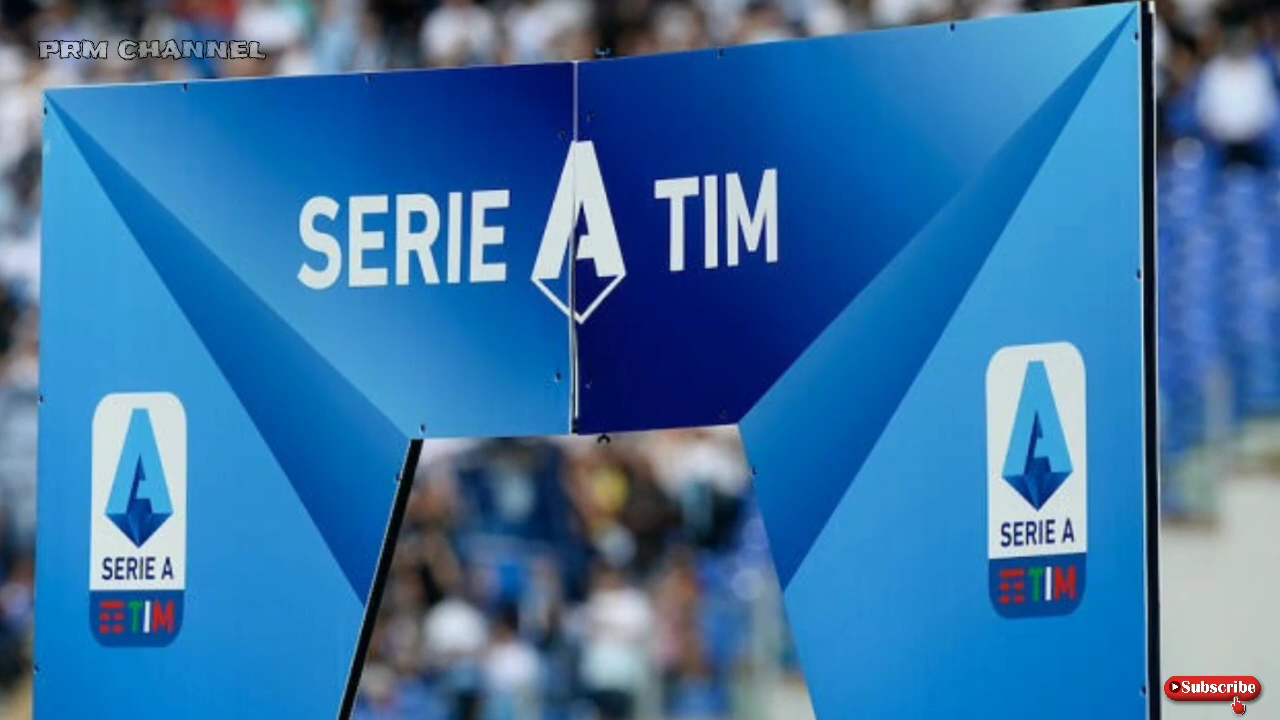 PRM CHANNEL
SERIE A TIM
SERIE A
TIM
SERIE A
TIM
Subscribe